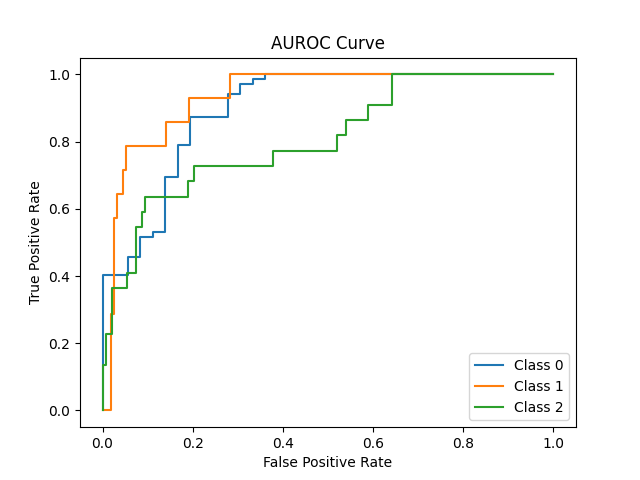 AUROC Curve
1.0
0.8
0.6
0.4
0.2
0.0
True Positive Rate
Class 0
Class 1
Class 2
0.0 0.2 0.4 0.6 0.8 1.0
False Positive Rate